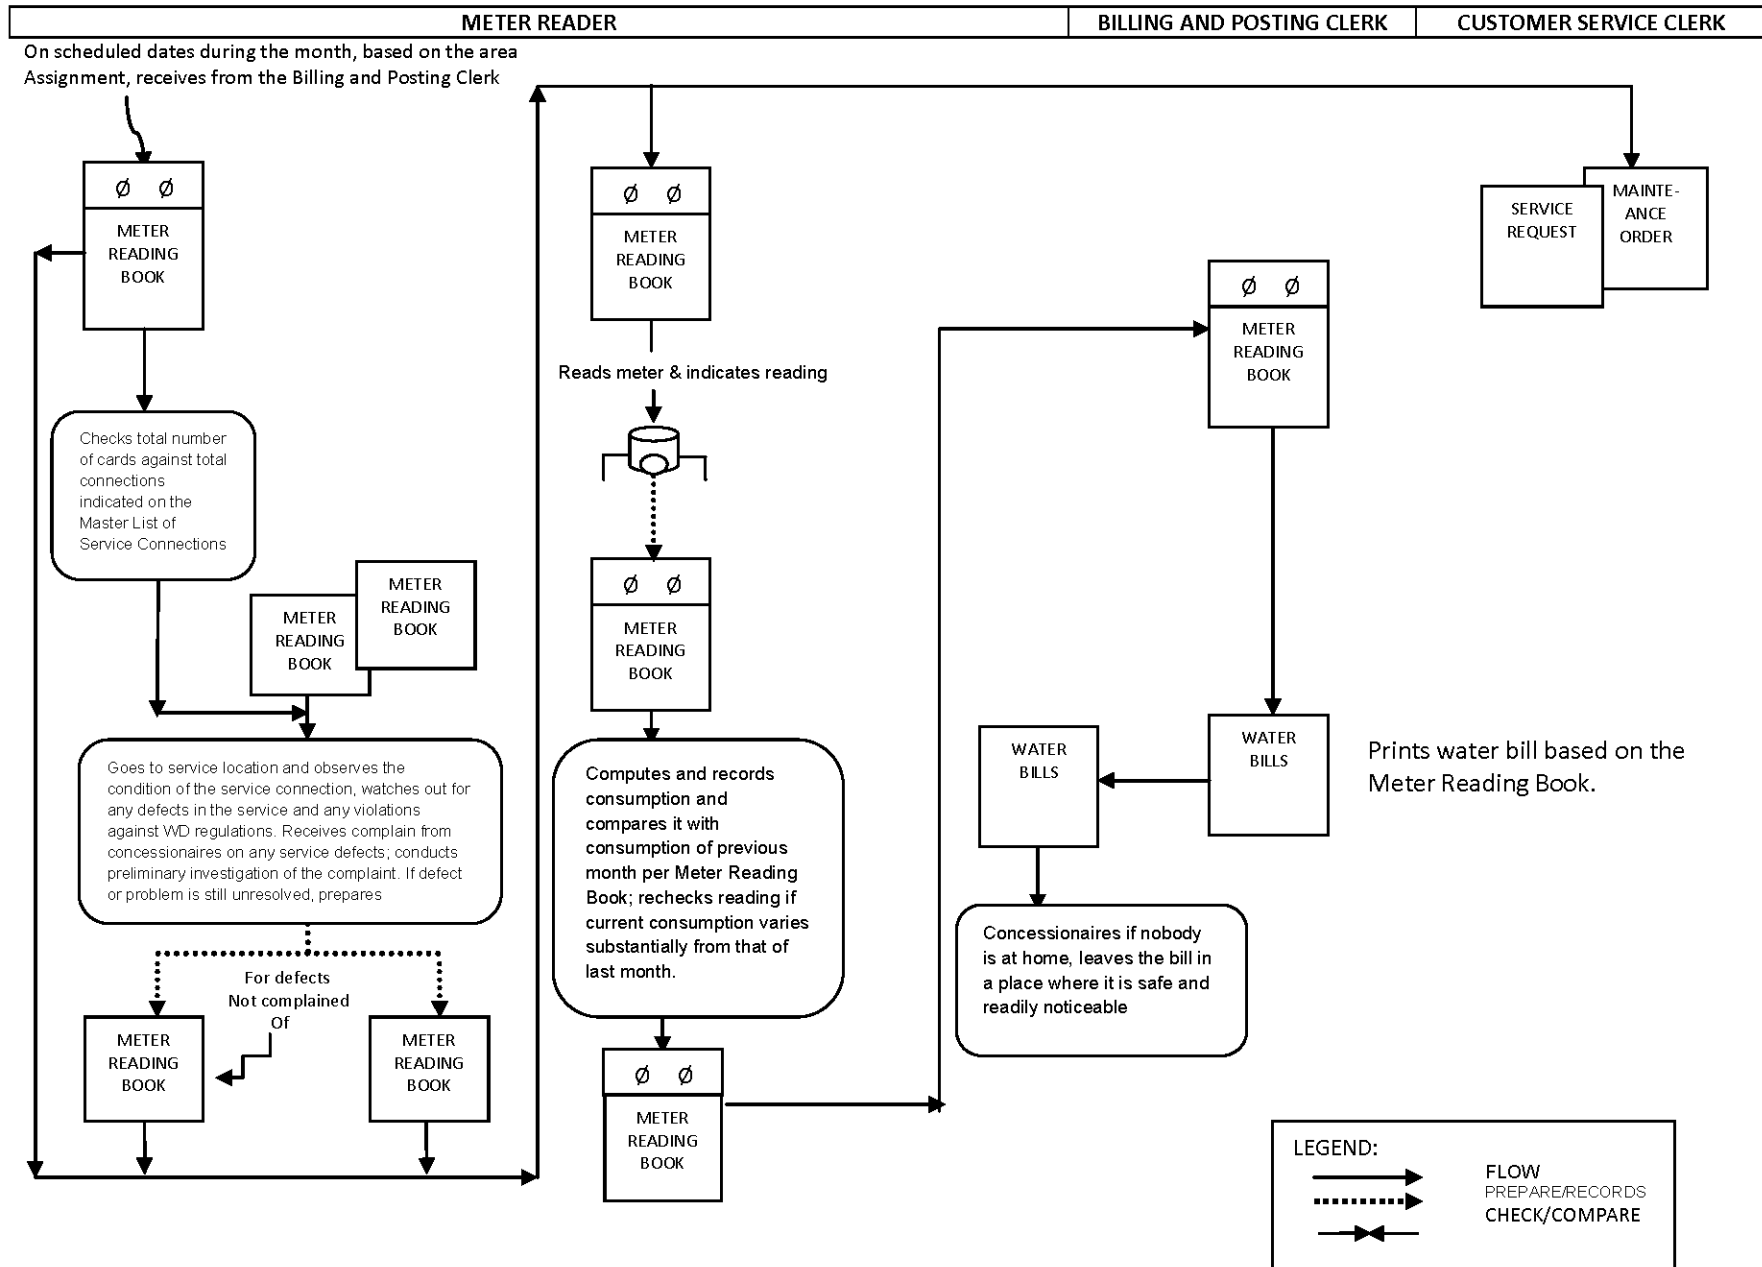 METER READER
BILLING AND POSTING CLERK
CUSTOMER SERVICE CLERK
On scheduled dates during the month, based on the area
Assignment, receives from the Billing and Posting Clerk
Ø Ø
METER
READING
BOOK
Checks total number
of cards against total
connections
indicated on the
Master List of
Service Connections
METER
READING
BOOK
METER
READING
BOOK
Goes to service location and observes the
condition of the service connection, watches out for
any defects in the service and any violations
against WD regulations. Receives complain from
concessionaires on any service defects; conducts
preliminary investigation of the complaint. If defect
or problem is still unresolved, prepares
For defects
Not complained
Of
METER
READING
BOOK
METER
READING
BOOK
Ø Ø
METER
READING
BOOK
Reads meter & indicates reading
Ø Ø
METER
READING
BOOK
Computes and records
consumption and
compares it with
consumption of previous
month per Meter Reading
Book; rechecks reading if
current consumption varies
substantially from that of
last month.
Ø Ø
METER
READING
BOOK
Ø Ø
METER
READING
BOOK
WATER
BILLS
WATER
BILLS
Prints water bill based on the
Meter Reading Book.
Concessionaires if nobody
is at home, leaves the bill in
a place where it is safe and
readily noticeable
SERVICE
REQUEST
MAINTE-
ANCE
ORDER
LEGEND:
FLOW
PREPARE/RECORDS
CHECK/COMPARE